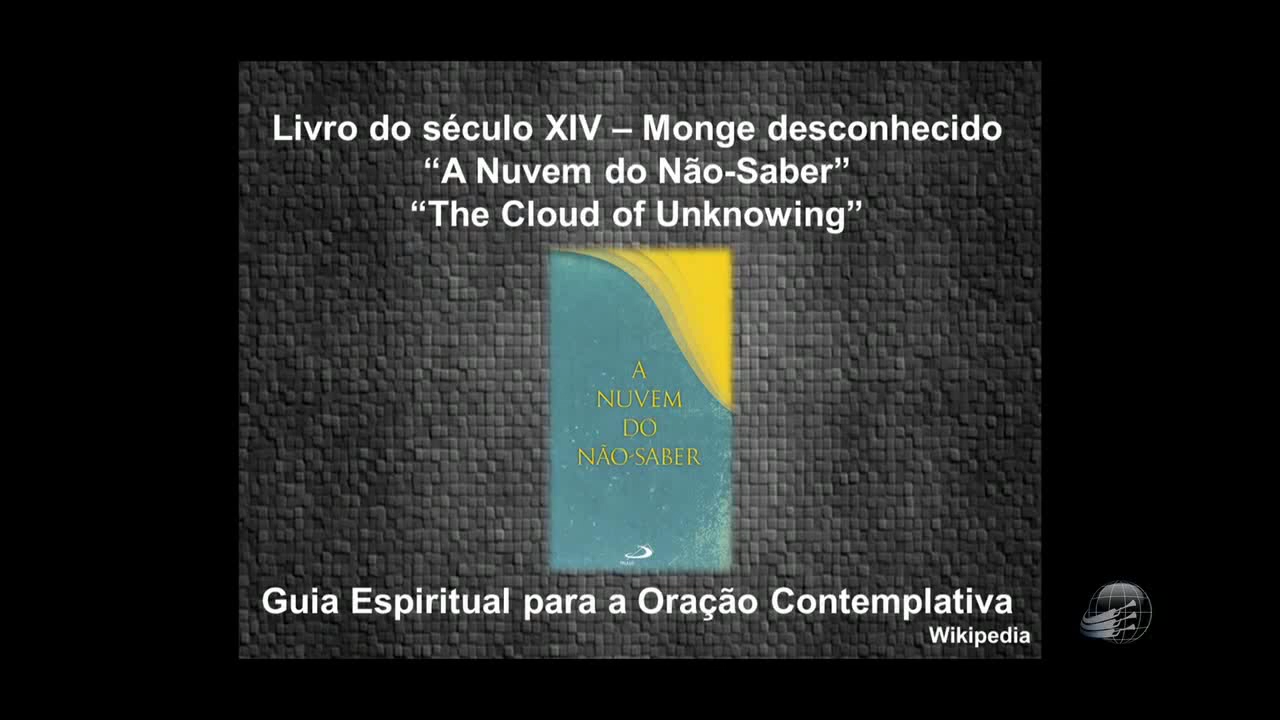 Livro do século XIV – Monge desconhecido
“A Nuvem do Não-Saber”
“The Cloud of Unknowing”
A
NUVEM
DO
NÃO-SABER
Guia Espiritual para a Oração Contemplativa
Wikipedia